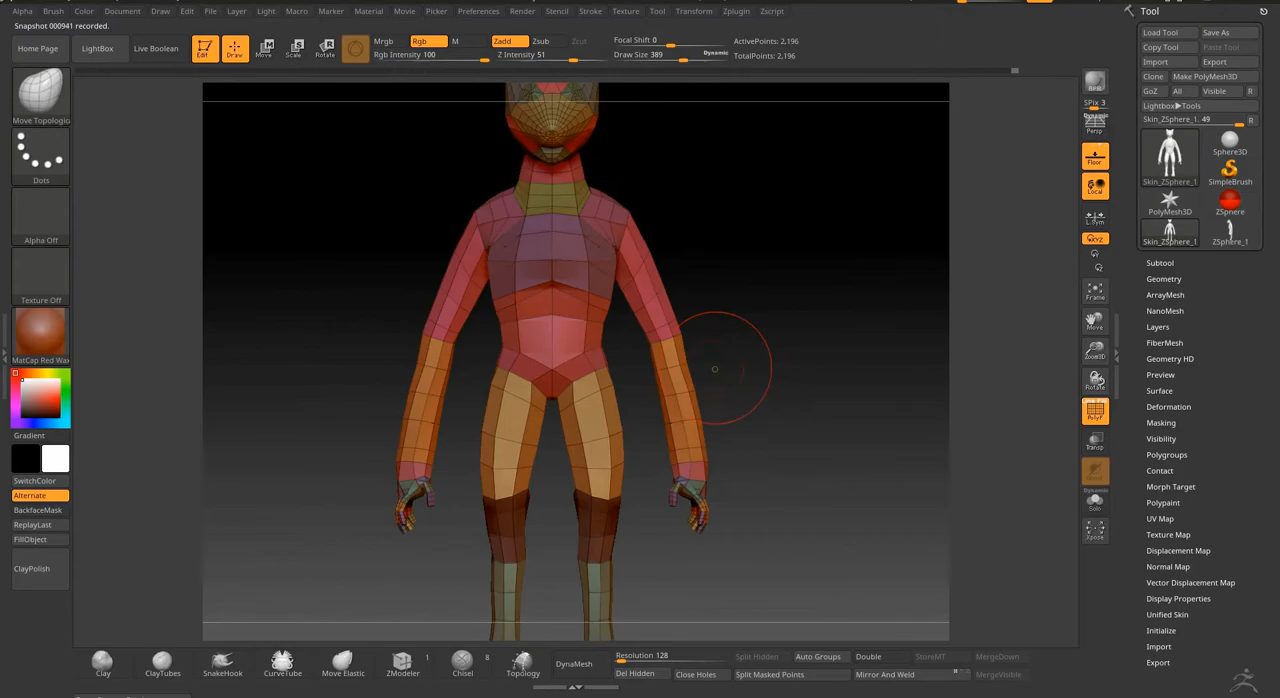 Alpha Brush Color Document Draw Edit File Layer Light Macro Marker Material Movie Picker Preferences Render Stencil Stroke Texture Tool Transform Zplugin Zscript
Snapshot 000941 recorded.
Home Page LightBox Live Boolean Edit Draw Move Scale Rotate
Mrgb Rgb M Zadd Zsub Zcut
Rgb Intensity 100 Z Intensity 51
Focal Shift 0
Draw Size 389 Dynamic
ActivePoints: 2,196
TotalPoints: 2,196
Move Topologic
Dots
Alpha Off
Texture Off
MatCap Red Wax
Gradient
SwitchColor
Alternate
BackfaceMask
ReplayLast
FillObject
ClayPolish
BPR
SPix 3
Dynamic
Persp
Floor
Local
L.Sym
XYZ
Frame
Move
Zoom3D
Rotate
Line Fill
PolyF
Transp
Dynamic
Solo
Xpose
Tool
Load Tool Save As
Copy Tool Paste Tool
Import Export
Clone Make PolyMesh3D
GoZ All Visible R
Lightbox▶Tools
Skin_ZSphere_1. 49 R
Skin_ZSphere_1 Sphere3D
SimpleBrush
PolyMesh3D ZSphere
Skin_ZSphere_1 ZSphere_1
Subtool
Geometry
ArrayMesh
NanoMesh
Layers
FiberMesh
Geometry HD
Preview
Surface
Deformation
Masking
Visibility
Polygroups
Contact
Morph Target
Polypaint
UV Map
Texture Map
Displacement Map
Normal Map
Vector Displacement Map
Display Properties
Unified Skin
Initialize
Import
Export
Clay ClayTubes SnakeHook CurveTube Move Elastic ZModeler 1 Chisel 8 Topology DynaMesh
Resolution 128 Split Hidden Auto Groups Double StoreMT MergeDown
Del Hidden Close Holes Split Masked Points Mirror And Weld MergeVisible